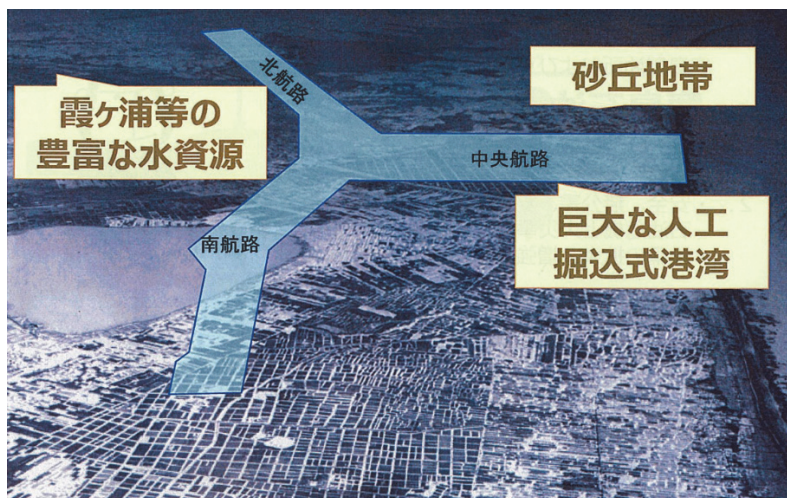 北航路
砂丘地帯
霞ヶ浦等の
豊富な水資源
中央航路
巨大な人工
掘込式港湾
南航路